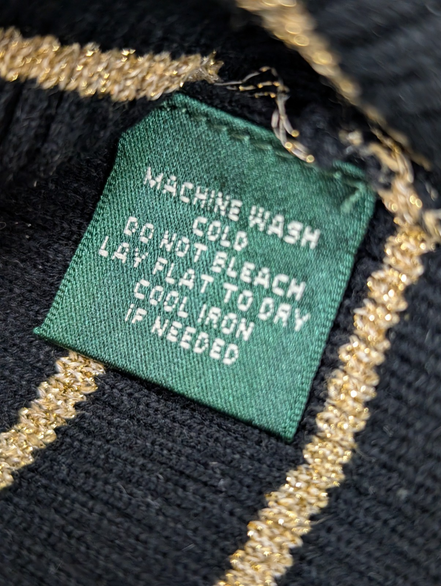 MACHINE WASH
COLD
DO NOT BLEACH
LAY FLAT TO DRY
COOL IRON
IF NEEDED